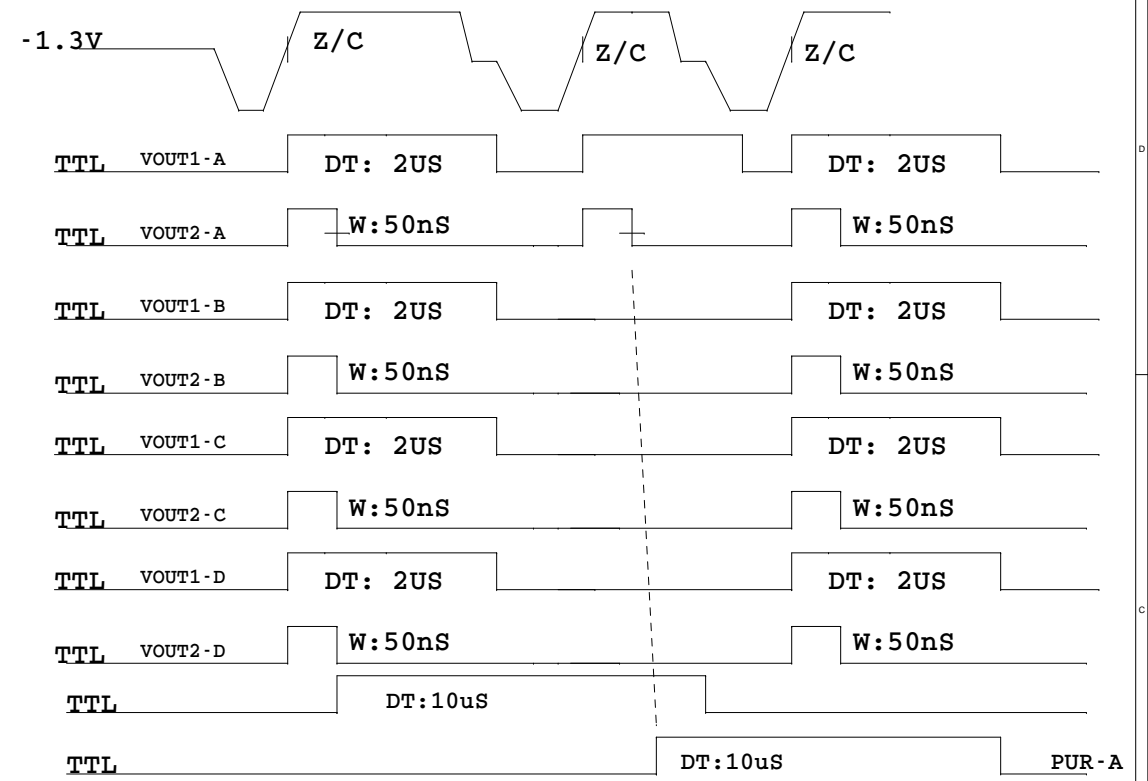 -1.3V Z/C Z/C Z/C
TTL VOUT1-A DT: 2US DT: 2US
D
TTL VOUT2-A W:50nS W:50nS
TTL VOUT1-B DT: 2US DT: 2US
TTL VOUT2-B W:50nS W:50nS
TTL VOUT1-C DT: 2US DT: 2US
TTL VOUT2-C W:50nS W:50nS
TTL VOUT1-D DT: 2US DT: 2US
C
TTL VOUT2-D W:50nS W:50nS
TTL DT:10uS
TTL DT:10uS PUR-A